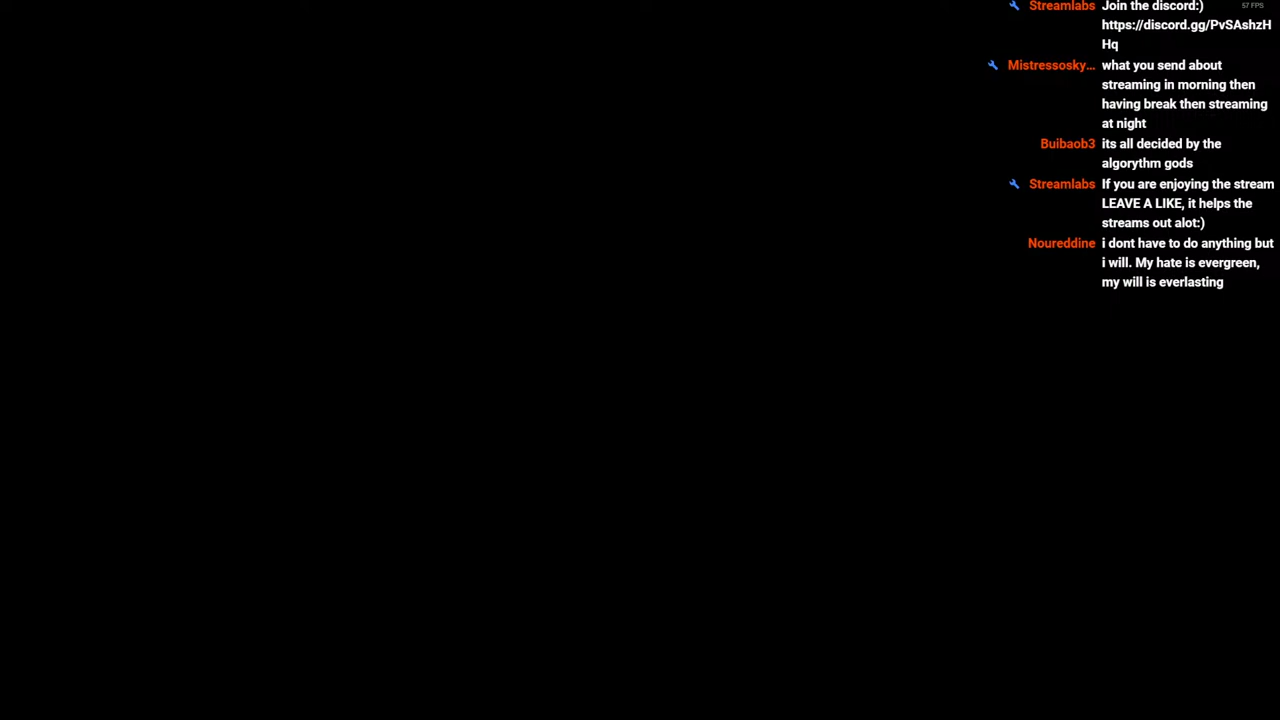 Streamlabs Join the discord:)
57 FPS
https://discord.gg/PvSAshzH
Hq
Mistressosky… what you send about
streaming in morning then
having break then streaming
at night
Buibaob3 its all decided by the
algorythm gods
Streamlabs If you are enjoying the stream
LEAVE A LIKE, it helps the
streams out alot:)
Noureddine i dont have to do anything but
i will. My hate is evergreen,
my will is everlasting